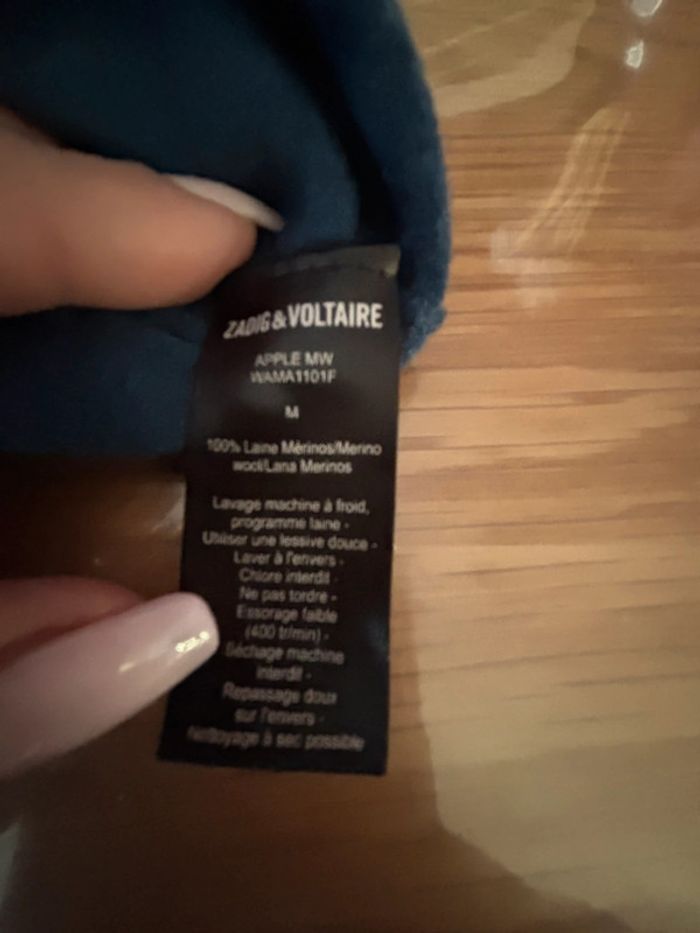 ZADIG&VOLTAIRE
APPLE MW
WAMA1101F
M
100% Laine Mérinos/Merino
wool/Lana Merinos
Lavage machine à froid,
programme laine -
Utiliser une lessive douce -
Laver à l'envers -
Chlore interdit -
Ne pas tordre -
Essorage faible
(400 tr/min) -
Séchage machine
interdit -
Repassage doux
sur l'envers -
Nettoyage à sec possible